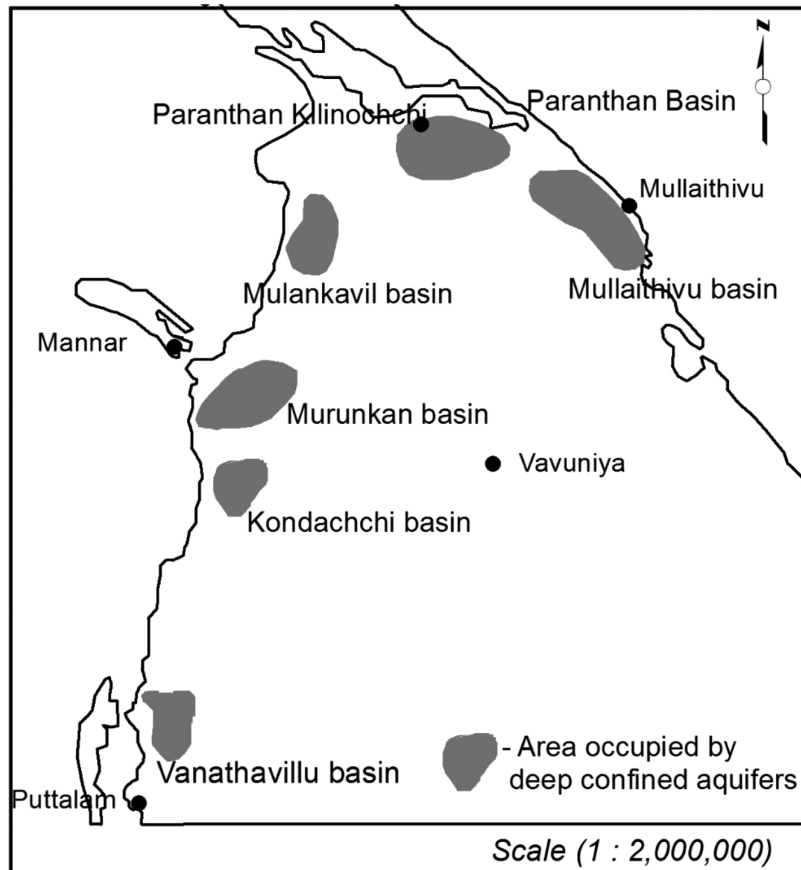 z
Paranthan Basin
Paranthan Kilinochchi
Mullaithivu
Mulankavil basin
Mullaithivu basin
Mannar
Murunkan basin
Vavuniya
Kondachchi basin
- Area occupied by
deep confined aquifers
Vanathavillu basin
Puttalam
Scale (1 : 2,000,000)